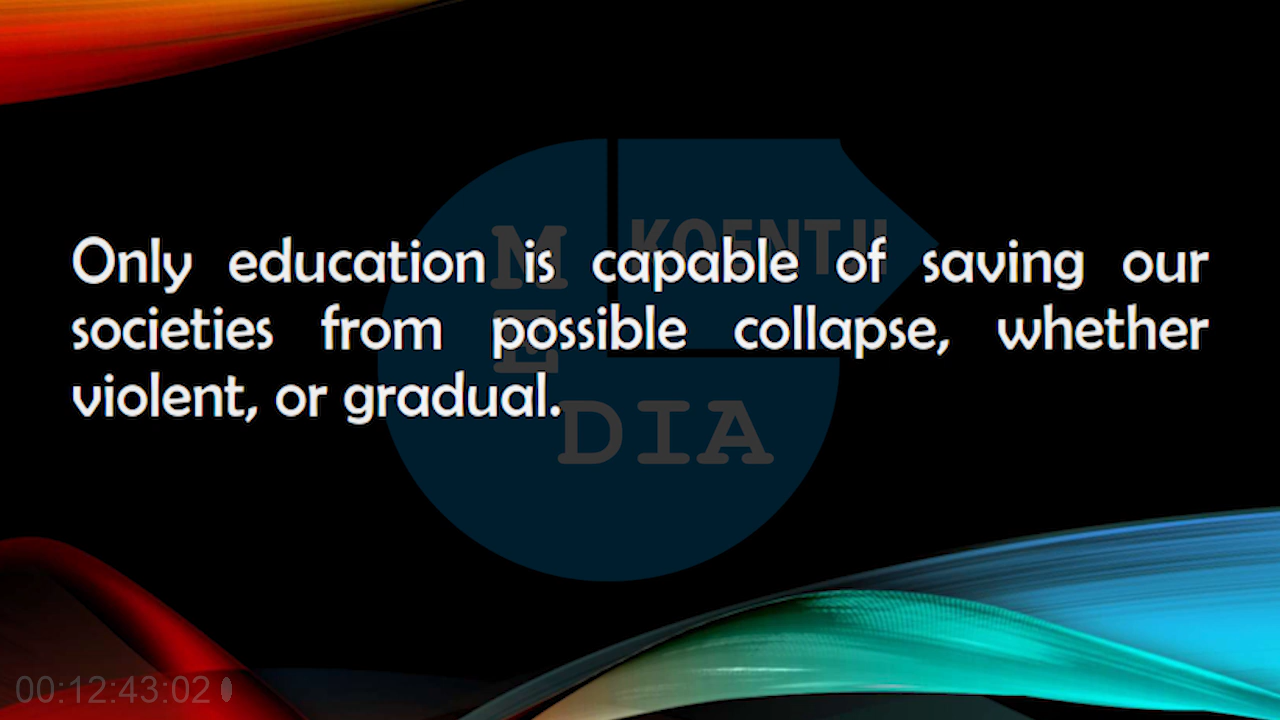 Only education is capable of saving our
societies from possible collapse, whether
violent, or gradual.
KOENTJI
MEDIA
00:12:43:02